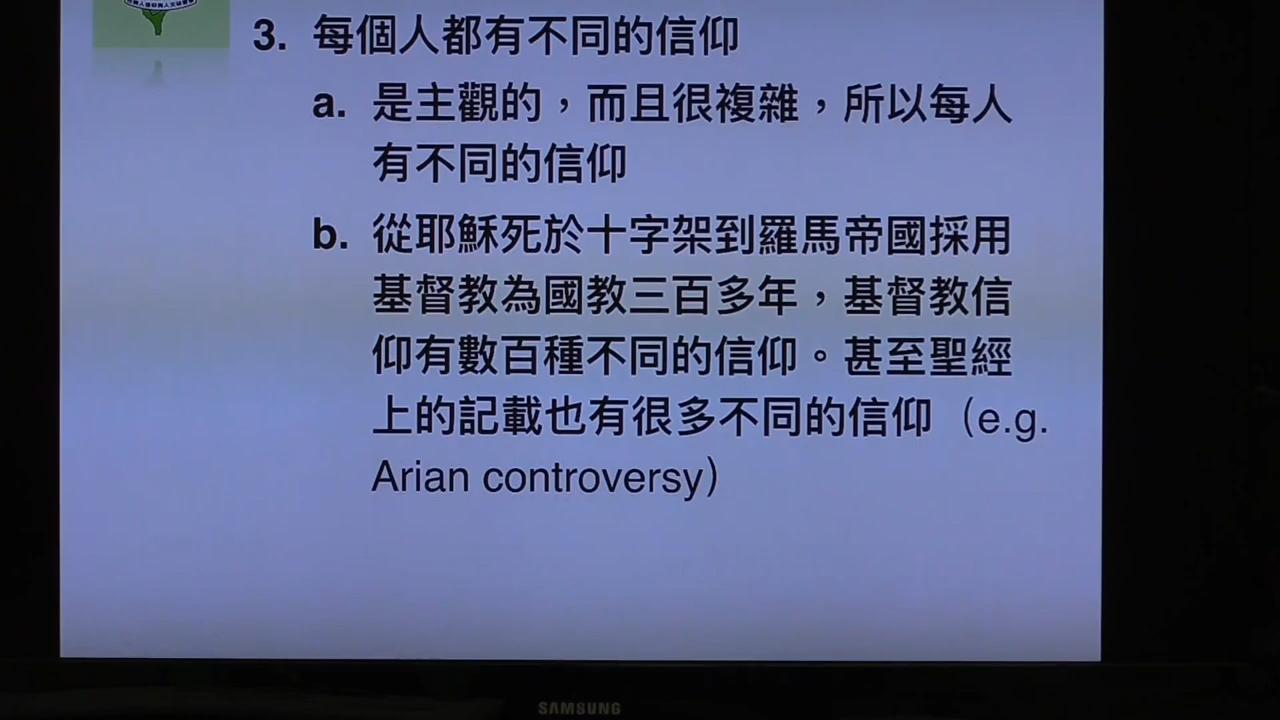 3. 每個人都有不同的信仰
a. 是主觀的，而且很複雜，所以每人
有不同的信仰
b. 從耶穌死於十字架到羅馬帝國採用
基督教為國教三百多年，基督教信
仰有數百種不同的信仰。甚至聖經
上的記載也有很多不同的信仰（e.g.
Arian controversy）
SAMSUNG